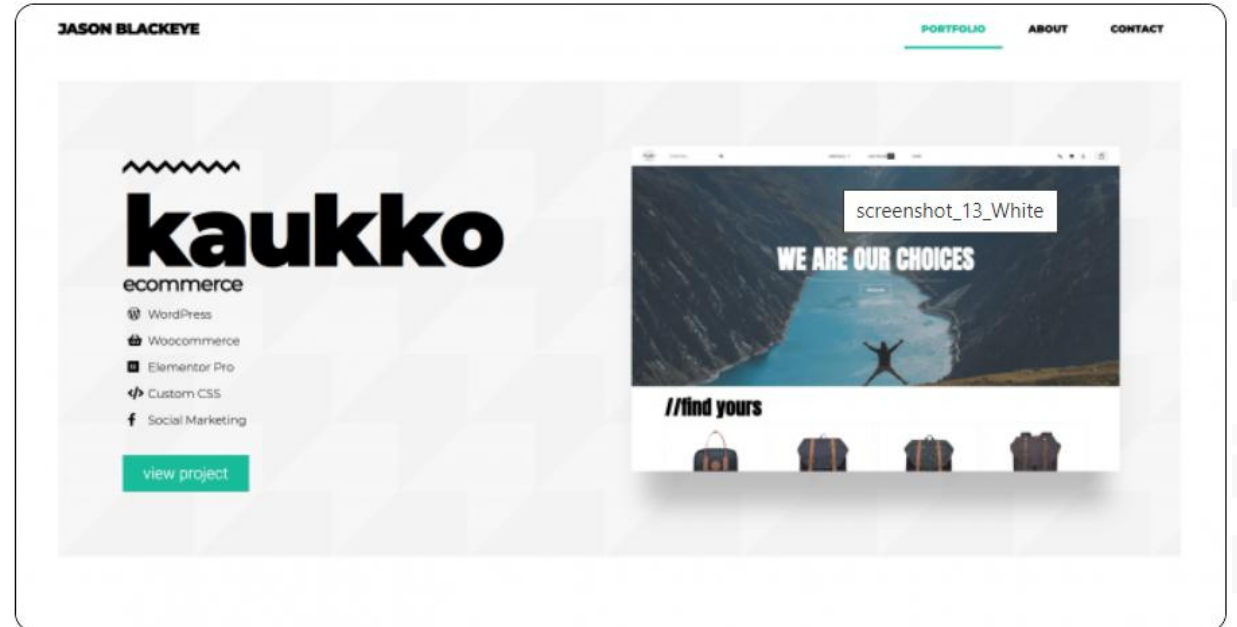 JASON BLACKEYE
PORTFOLIO ABOUT CONTACT
kaukko
ecommerce
WordPress
Woocommerce
Elementor Pro
Custom CSS
Social Marketing
view project
screenshot_13_White
WE ARE OUR CHOICES
//find yours